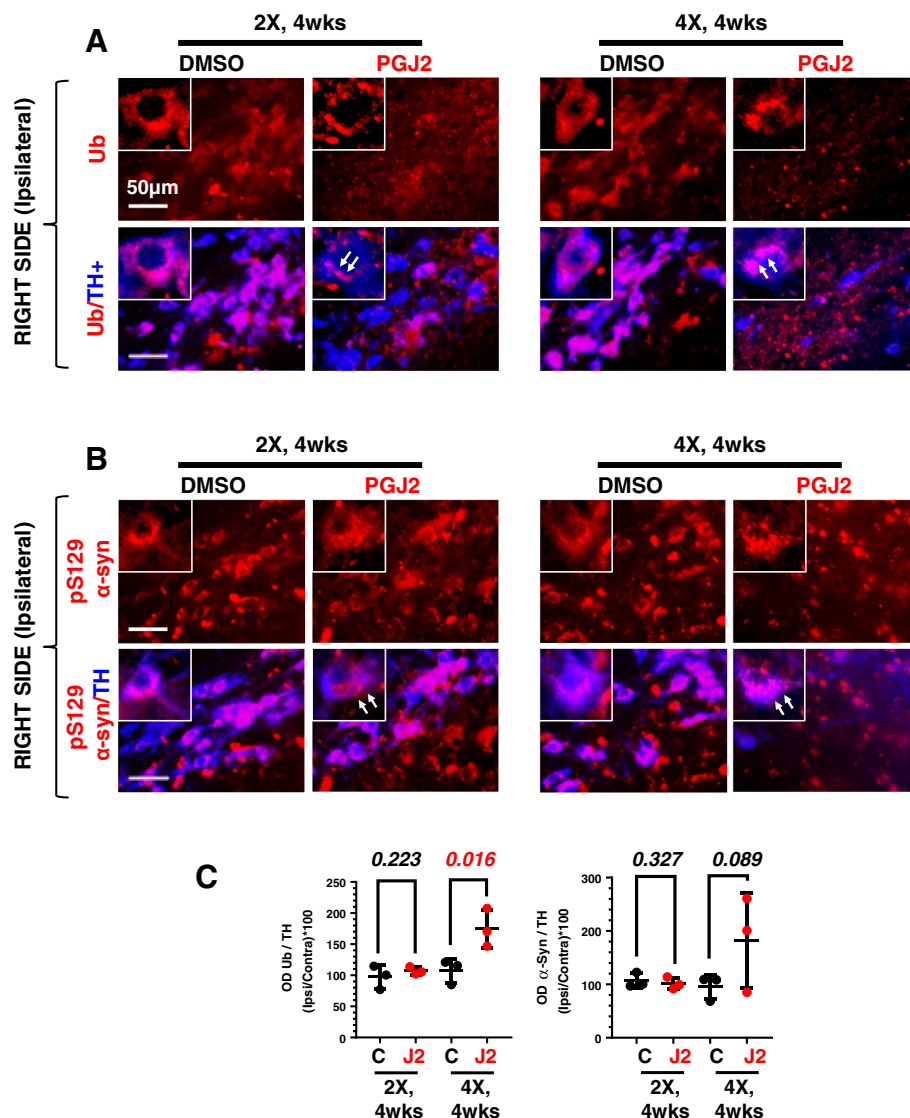 A
2X, 4wks
4X, 4wks
DMSO
PGJ2
DMSO
PGJ2
RIGHT SIDE (Ipsilateral)
Ub
50µm
Ub/TH+
B
2X, 4wks
4X, 4wks
DMSO
PGJ2
DMSO
PGJ2
RIGHT SIDE (Ipsilateral)
pS129
α-syn
pS129
α-syn/TH
C
0.223
0.016
OD Ub / TH
(Ipsi/Contra)*100
250
200
150
100
50
0
C
J2
C
J2
2X,
4wks
4X,
4wks
0.327
0.089
OD α-Syn / TH
(Ipsi/Contra)*100
300
200
100
0
C
J2
C
J2
2X,
4wks
4X,
4wks